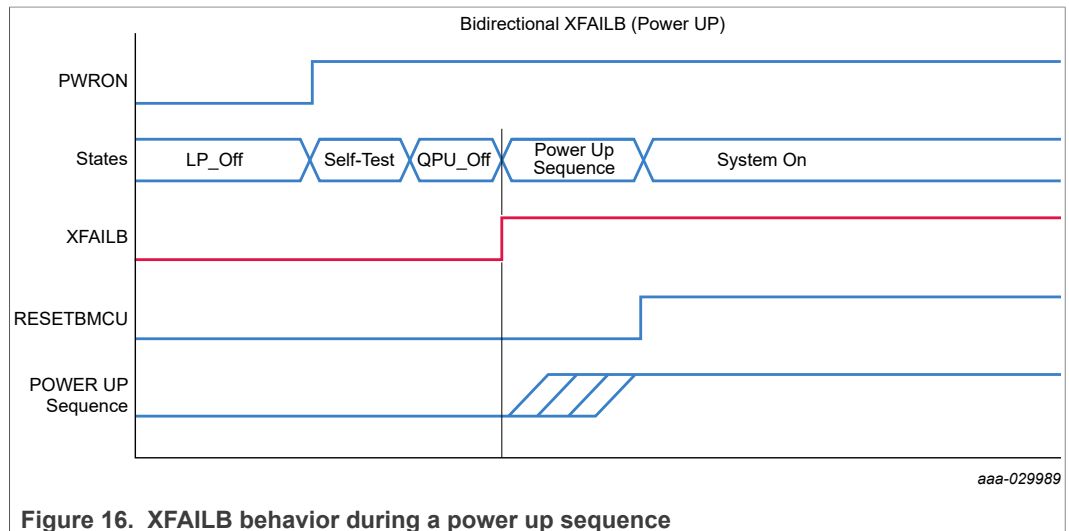 Bidirectional XFAILB (Power UP)
PWRON
States
LP_Off
Self-Test
QPU_Off
Power Up
Sequence
System On
XFAILB
RESETBMCU
POWER UP
Sequence
aaa-029989
Figure 16. XFAILB behavior during a power up sequence